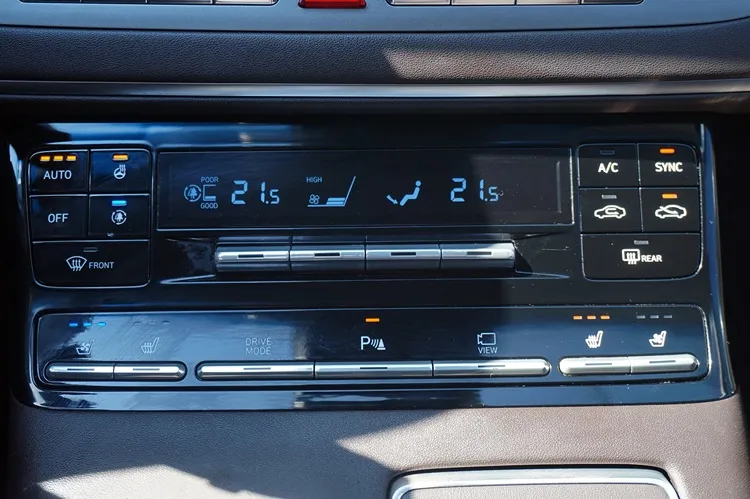 AUTO
OFF
FRONT
POOR
GOOD
21.5
HIGH
21.5
A/C
SYNC
REAR
DRIVE
MODE
P
VIEW